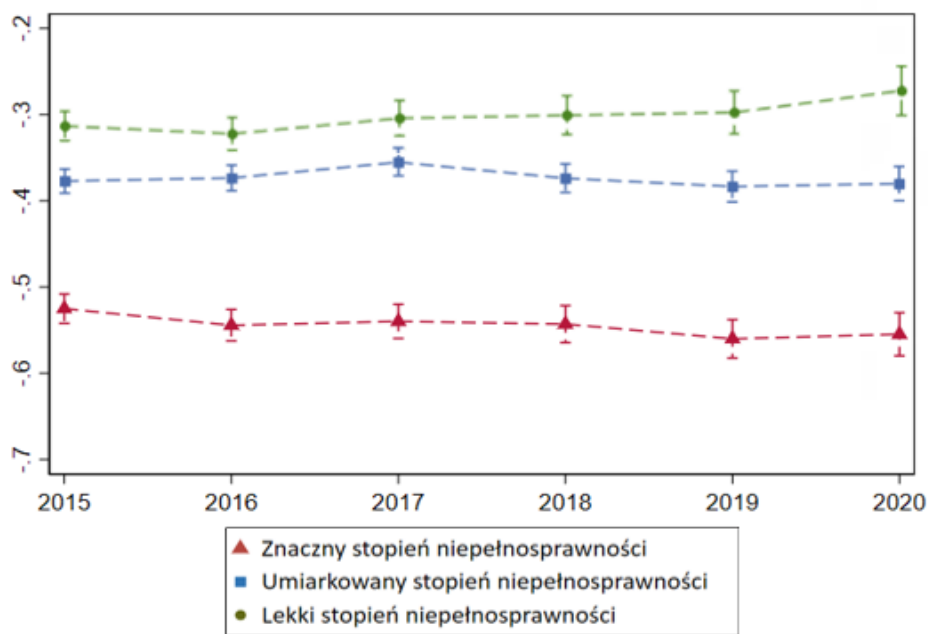 -.2
-.3
-.4
-.5
-.6
-.7
2015 2016 2017 2018 2019 2020
Znaczny stopień niepełnosprawności
Umiarkowany stopień niepełnosprawności
Lekki stopień niepełnosprawności